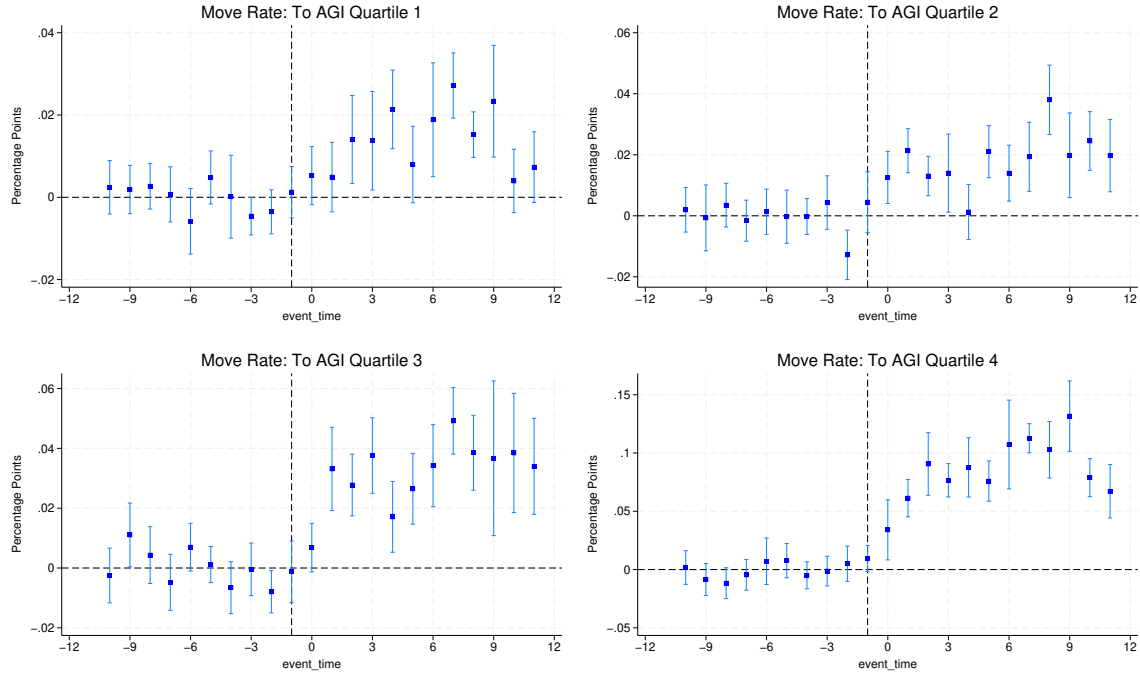 Move Rate: To AGI Quartile 1
Percentage Points
.04
.02
0
−.02
−12 −9 −6 −3 0 3 6 9 12
event_time
Move Rate: To AGI Quartile 2
Percentage Points
.06
.04
.02
0
−.02
−12 −9 −6 −3 0 3 6 9 12
event_time
Move Rate: To AGI Quartile 3
Percentage Points
.06
.04
.02
0
−.02
−12 −9 −6 −3 0 3 6 9 12
event_time
Move Rate: To AGI Quartile 4
Percentage Points
.15
.1
.05
0
−.05
−12 −9 −6 −3 0 3 6 9 12
event_time